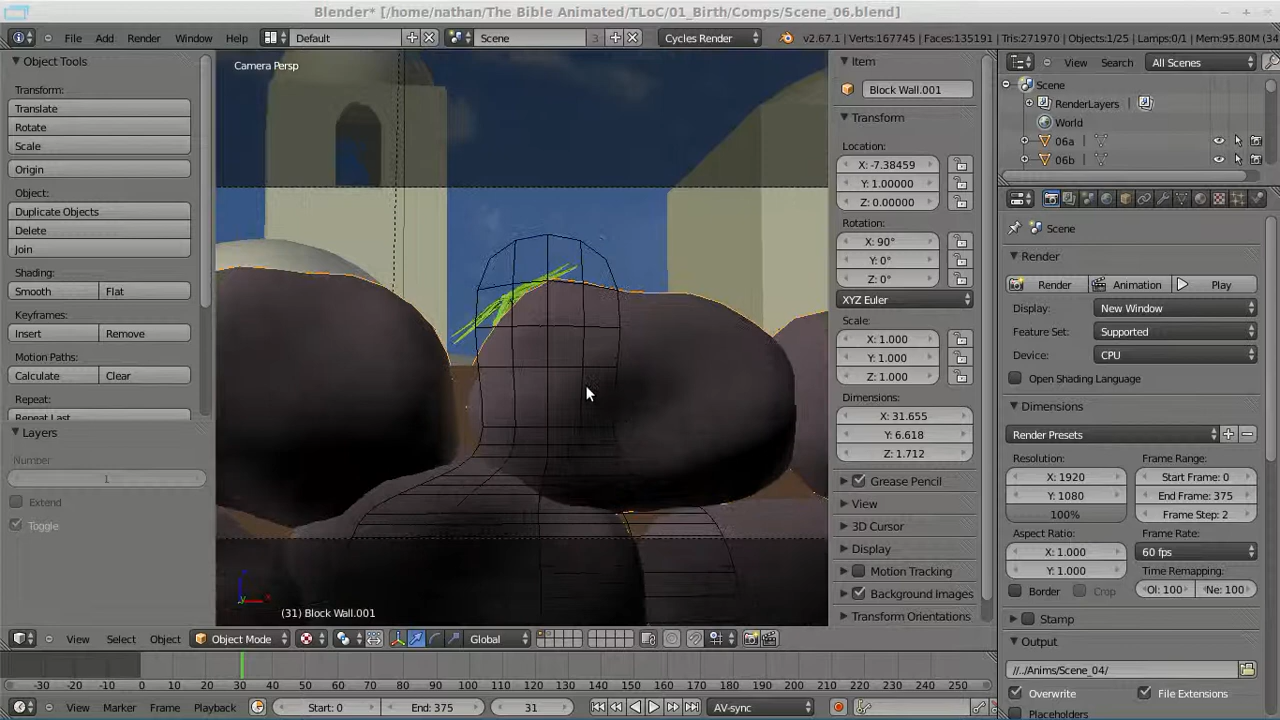 Blender* [/home/nathan/The Bible Animated/TLoC/01_Birth/Comps/Scene_06.blend]
File Add Render Window Help Default Scene 3 Cycles Render v2.67.1 | Verts:167745 | Faces:135191 | Tris:271970 | Objects:1/25 | Lamps:0/1 | Mem:95.80M (34
Object Tools
Transform:
Translate
Rotate
Scale
Origin
Object:
Duplicate Objects
Delete
Join
Shading:
Smooth Flat
Keyframes:
Insert Remove
Motion Paths:
Calculate Clear
Repeat:
Repeat Last
Layers
Number
1
Extend
Toggle
Camera Persp
(31) Block Wall.001
Item
Block Wall.001
Transform
Location:
X: -7.38459
Y: 1.00000
Z: 0.00000
Rotation:
X: 90°
Y: 0°
Z: 0°
XYZ Euler
Scale:
X: 1.000
Y: 1.000
Z: 1.000
Dimensions:
X: 31.655
Y: 6.618
Z: 1.712
Grease Pencil
View
3D Cursor
Display
Motion Tracking
Background Images
Transform Orientations
View Search All Scenes
Scene
RenderLayers
World
06a
06b
Scene
Render
Render Animation Play
Display: New Window
Feature Set: Supported
Device: CPU
Open Shading Language
Dimensions
Render Presets
Resolution: Frame Range:
X: 1920 Start Frame: 0
Y: 1080 End Frame: 375
100% Frame Step: 2
Aspect Ratio: Frame Rate:
X: 1.000 60 fps
Y: 1.000 Time Remapping:
Border Crop Ol: 100 Ne: 100
Stamp
Output
//../Anims/Scene_04/
Overwrite File Extensions
Placeholders
View Select Object Object Mode Global
-30 -20 -10 0 10 20 30 40 50 60 70 80 90 100 110 120 130 140 150 160 170 180 190 200 210 220 230 240 250
View Marker Frame Playback Start: 0 End: 375 31 AV-sync